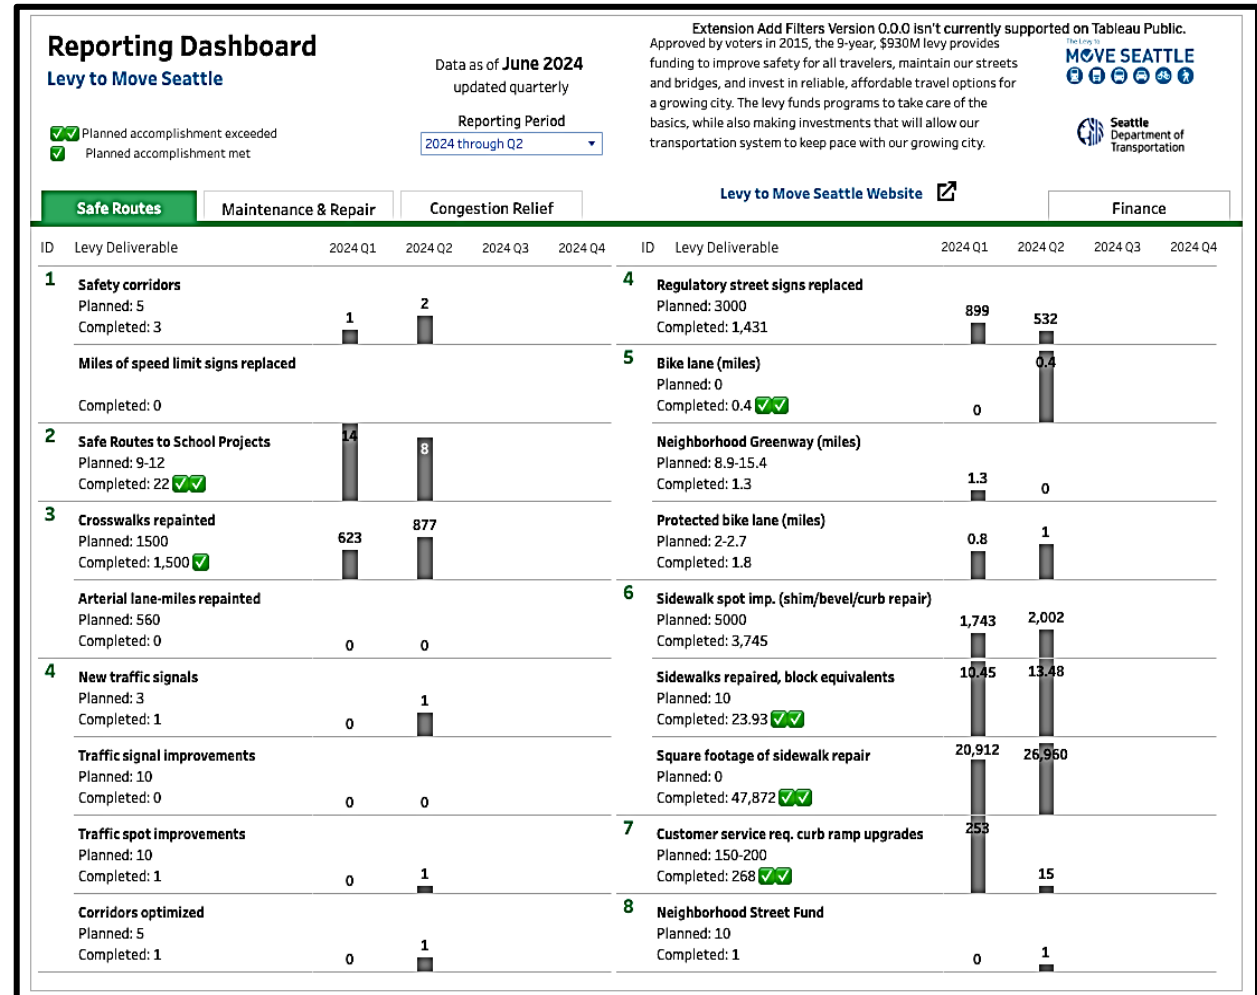 Extension Add Filters Version 0.0.0 isn't currently supported on Tableau Public.
Reporting Dashboard
Levy to Move Seattle
Planned accomplishment exceeded
Planned accomplishment met
Data as of June 2024
updated quarterly
Reporting Period
2024 through Q2
Approved by voters in 2015, the 9-year, $930M levy provides
funding to improve safety for all travelers, maintain our streets
and bridges, and invest in reliable, affordable travel options for
a growing city. The levy funds programs to take care of the
basics, while also making investments that will allow our
transportation system to keep pace with our growing city.
The Levy to
MOVE SEATTLE
Seattle
Department of
Transportation
Levy to Move Seattle Website
Safe Routes
Maintenance & Repair
Congestion Relief
Finance
ID Levy Deliverable 2024 Q1 2024 Q2 2024 Q3 2024 Q4
1 Safety corridors
Planned: 5
Completed: 3
1 2
Miles of speed limit signs replaced
Completed: 0
2 Safe Routes to School Projects
Planned: 9-12
Completed: 22
14 8
3 Crosswalks repainted
Planned: 1500
Completed: 1,500
623 877
Arterial lane-miles repainted
Planned: 560
Completed: 0
0 0
4 New traffic signals
Planned: 3
Completed: 1
0 1
Traffic signal improvements
Planned: 10
Completed: 0
0 0
Traffic spot improvements
Planned: 10
Completed: 1
0 1
Corridors optimized
Planned: 5
Completed: 1
0 1
ID Levy Deliverable 2024 Q1 2024 Q2 2024 Q3 2024 Q4
4 Regulatory street signs replaced
Planned: 3000
Completed: 1,431
899 532
5 Bike lane (miles)
Planned: 0
Completed: 0.4
0 0.4
Neighborhood Greenway (miles)
Planned: 8.9-15.4
Completed: 1.3
1.3 0
Protected bike lane (miles)
Planned: 2-2.7
Completed: 1.8
0.8 1
6 Sidewalk spot imp. (shim/bevel/curb repair)
Planned: 5000
Completed: 3,745
1,743 2,002
Sidewalks repaired, block equivalents
Planned: 10
Completed: 23.93
10.45 13.48
Square footage of sidewalk repair
Planned: 0
Completed: 47,872
20,912 26,960
7 Customer service req. curb ramp upgrades
Planned: 150-200
Completed: 268
253 15
8 Neighborhood Street Fund
Planned: 10
Completed: 1
0 1